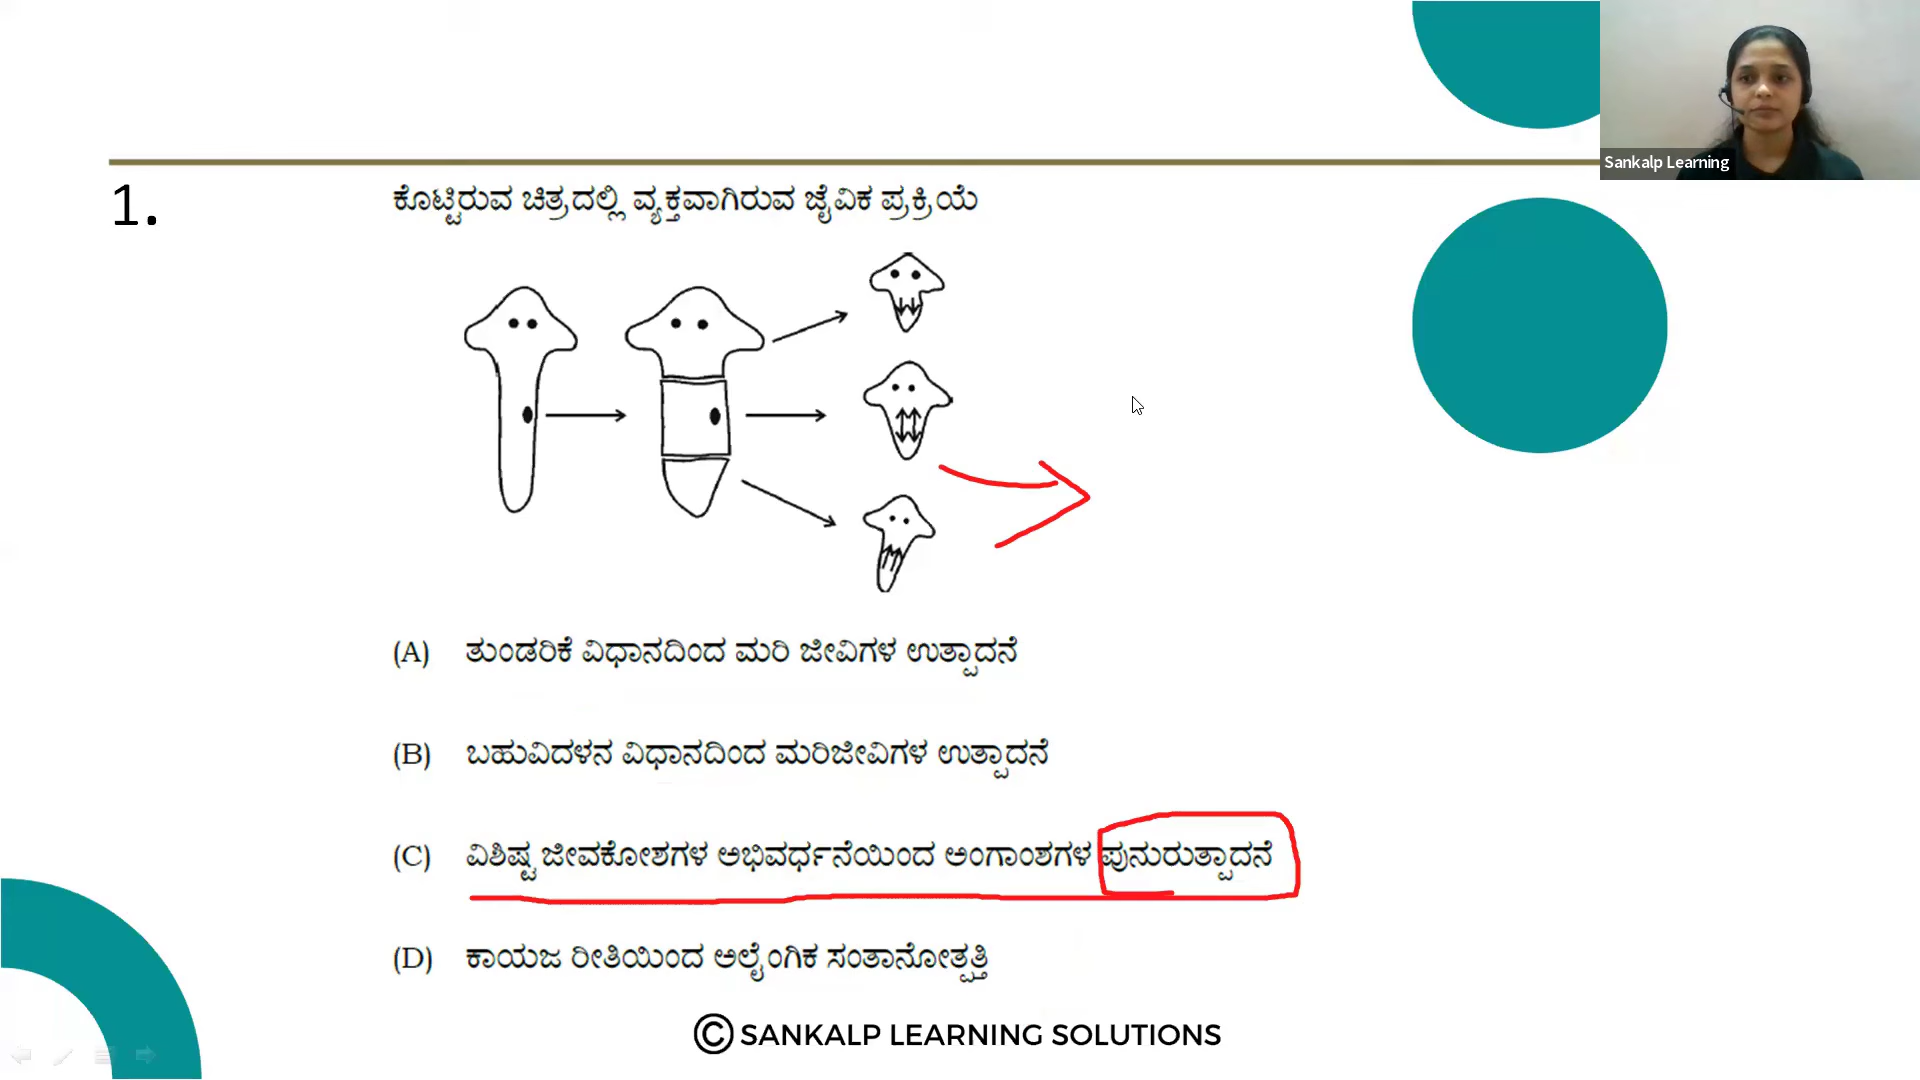 Sankalp Learning
1. ಕೊಟ್ಟಿರುವ ಚಿತ್ರದಲ್ಲಿ ವ್ಯಕ್ತವಾಗಿರುವ ಜೈವಿಕ ಪ್ರಕ್ರಿಯೆ
(A) ತುಂಡರಿಕೆ ವಿಧಾನದಿಂದ ಮರಿ ಜೀವಿಗಳ ಉತ್ಪಾದನೆ
(B) ಬಹುವಿದಳನ ವಿಧಾನದಿಂದ ಮರಿಜೀವಿಗಳ ಉತ್ಪಾದನೆ
(C) ವಿಶಿಷ್ಟ ಜೀವಕೋಶಗಳ ಅಭಿವರ್ಧನೆಯಿಂದ ಅಂಗಾಂಶಗಳ ಪುನುರುತ್ಪಾದನೆ
(D) ಕಾಯಜ ರೀತಿಯಿಂದ ಅಲೈಂಗಿಕ ಸಂತಾನೋತ್ಪತ್ತಿ
© SANKALP LEARNING SOLUTIONS